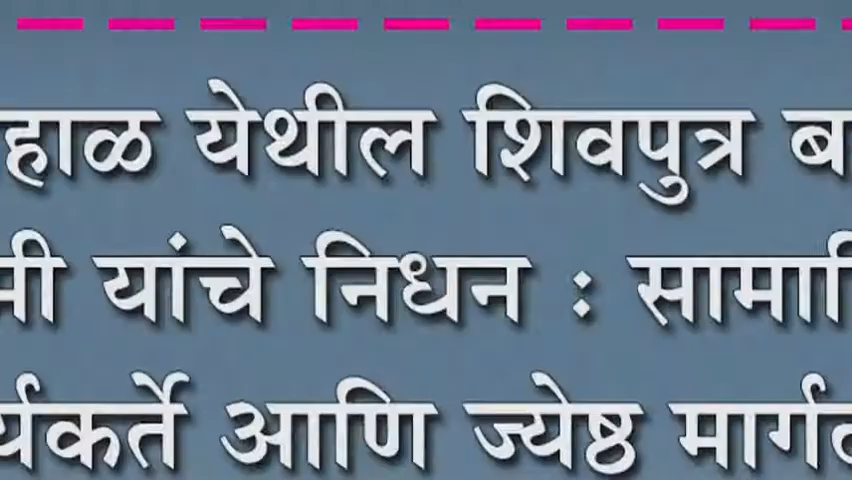 हाळ येथील शिवपुत्र ब
मी यांचे निधन : सामा
र्यकर्ते आणि ज्येष्ठ मार्ग